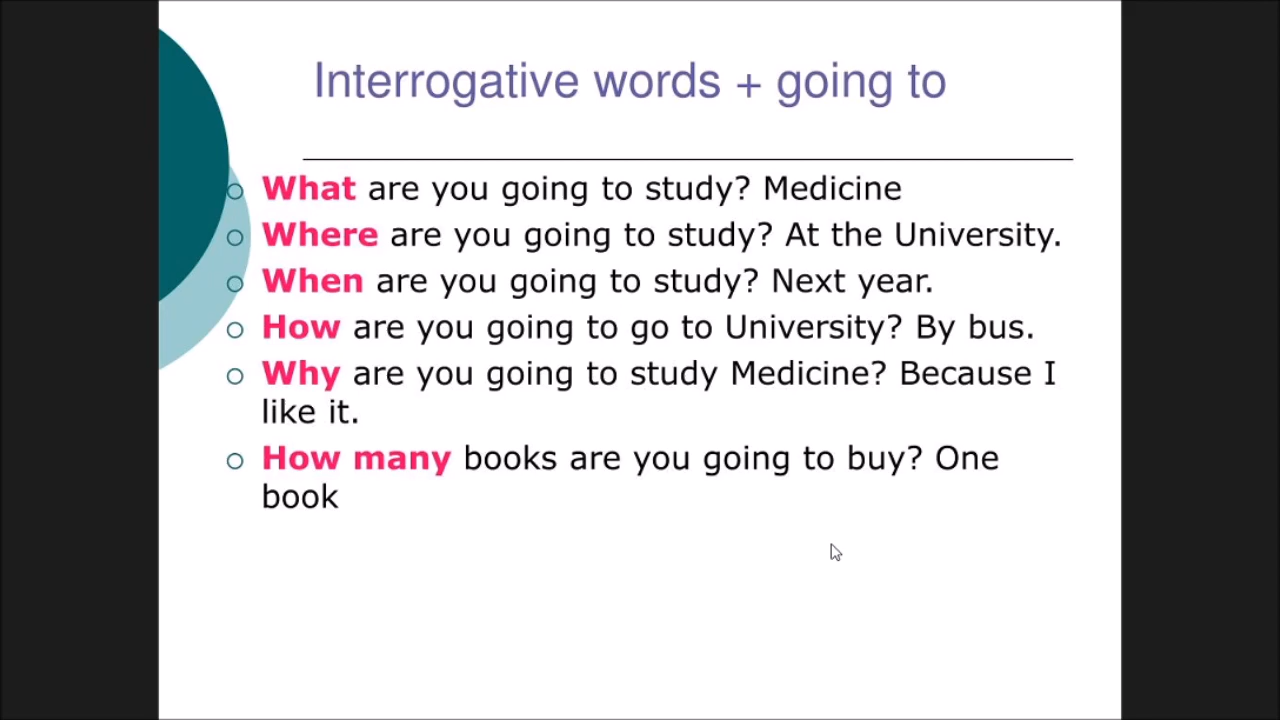 Interrogative words + going to
What are you going to study? Medicine
Where are you going to study? At the University.
When are you going to study? Next year.
How are you going to go to University? By bus.
Why are you going to study Medicine? Because I
like it.
How many books are you going to buy? One
book